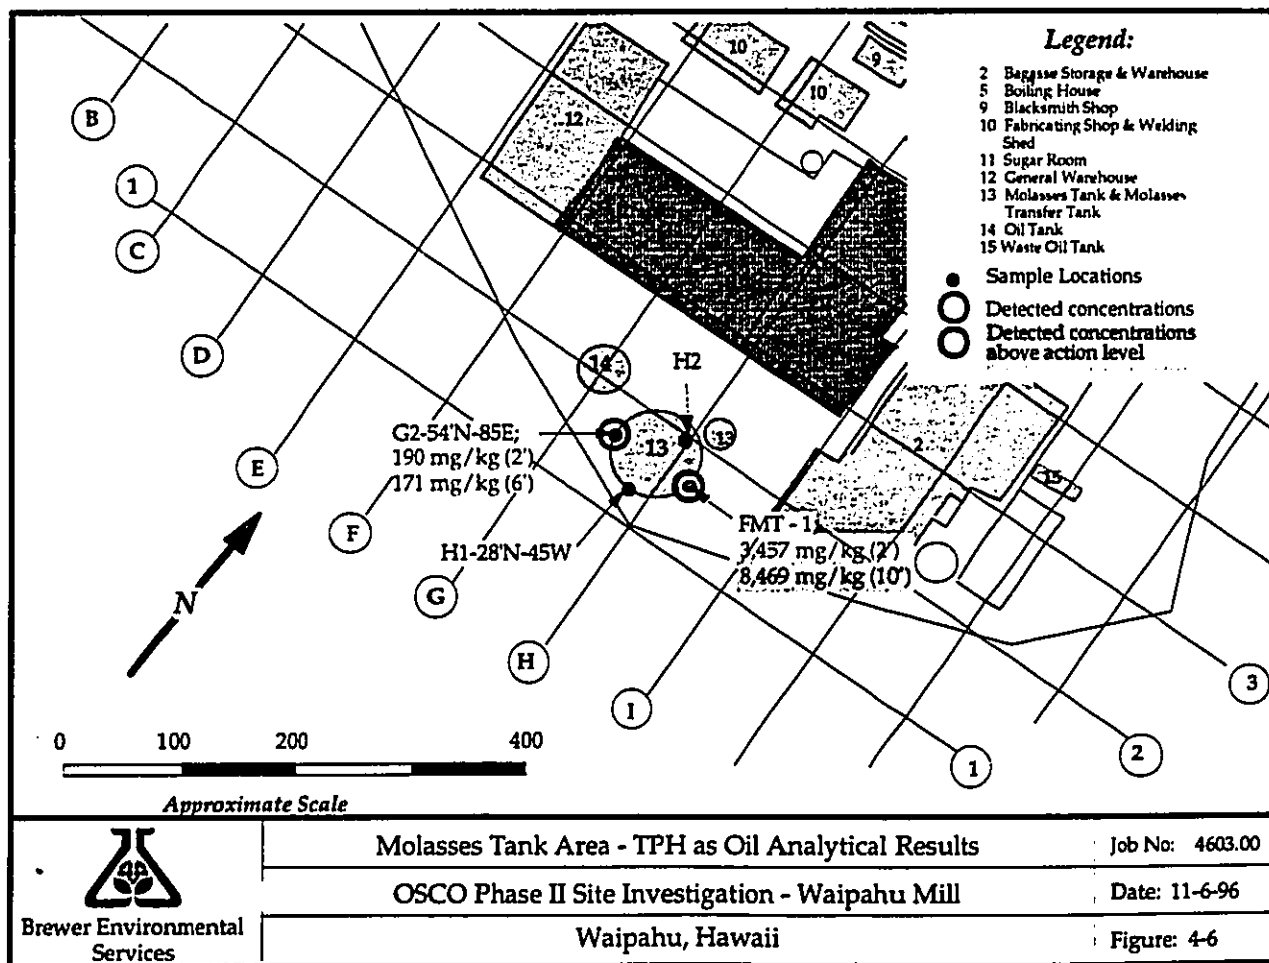 Legend:
2 Bagasse Storage & Warehouse
5 Boiling House
9 Blacksmith Shop
10 Fabricating Shop & Welding
Shed
11 Sugar Room
12 General Warehouse
13 Molasses Tank & Molasses
Transfer Tank
14 Oil Tank
15 Waste Oil Tank
Sample Locations
Detected concentrations
Detected concentrations
above action level
10
9
10
12
B
1
C
D
E
F
G
H
I
14
H2
13
13
2
15
G2-54'N-85E;
190 mg/kg (2')
171 mg/kg (6')
H1-28'N-45W
FMT - 1;
3,457 mg/kg (2')
8,469 mg/kg (10')
N
3
2
1
0 100 200 400
Approximate Scale
Brewer Environmental
Services
Molasses Tank Area - TPH as Oil Analytical Results
Job No: 4603.00
OSCO Phase II Site Investigation - Waipahu Mill
Date: 11-6-96
Waipahu, Hawaii
Figure: 4-6